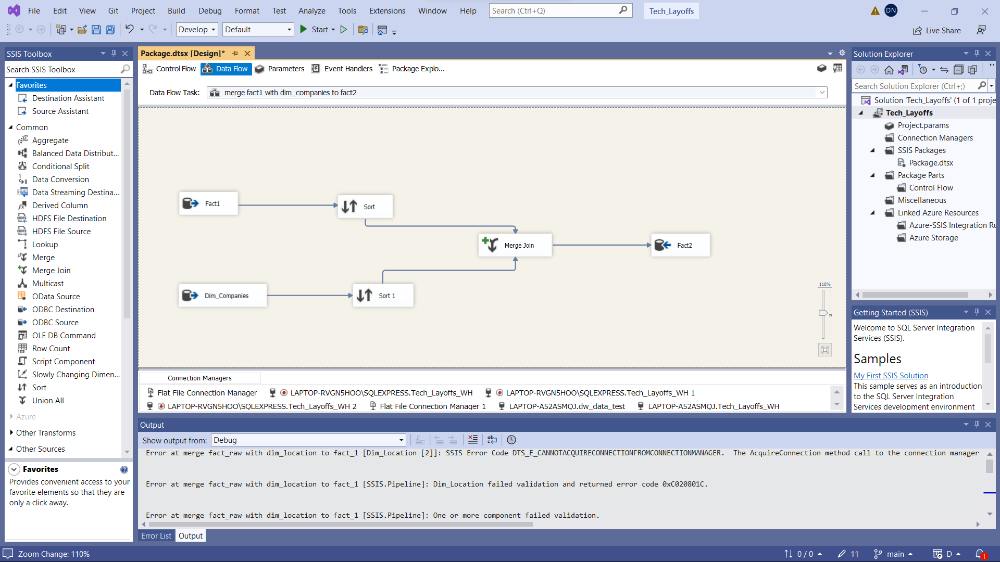 File Edit View Git Project Build Debug Format Test Analyze Tools Extensions Window Help Search (Ctrl+Q) Tech_Layoffs DN
Develop Default Start Live Share
SSIS Toolbox
Search SSIS Toolbox
Favorites
Destination Assistant
Source Assistant
Common
Aggregate
Balanced Data Distribut...
Conditional Split
Data Conversion
Data Streaming Destina...
Derived Column
HDFS File Destination
HDFS File Source
Lookup
Merge
Merge Join
Multicast
OData Source
ODBC Destination
ODBC Source
OLE DB Command
Row Count
Script Component
Slowly Changing Dimen...
Sort
Union All
Azure
Other Transforms
Other Sources
Favorites
Provides convenient access to your
favorite elements so that they are
only a click away.
Package.dtsx [Design]*
Control Flow Data Flow Parameters Event Handlers Package Explo...
Data Flow Task: merge fact1 with dim_companies to fact2
Fact1
Sort
Merge Join
Fact2
Dim_Companies
Sort 1
110%
Connection Managers
Flat File Connection Manager LAPTOP-RVGN5HOO\SQLEXPRESS.Tech_Layoffs_WH LAPTOP-RVGN5HOO\SQLEXPRESS.Tech_Layoffs_WH 1
LAPTOP-RVGN5HOO\SQLEXPRESS.Tech_Layoffs_WH 2 Flat File Connection Manager 1 LAPTOP-A52ASMQJ.dw_data_test LAPTOP-A52ASMQJ.Tech_Layoffs_WH
Output
Show output from: Debug
Error at merge fact_raw with dim_location to fact_1 [Dim_Location [2]]: SSIS Error Code DTS_E_CANNOTACQUIRECONNECTIONFROMCONNECTIONMANAGER.  The AcquireConnection method call to the connection manager
Error at merge fact_raw with dim_location to fact_1 [SSIS.Pipeline]: Dim_Location failed validation and returned error code 0xC020801C.
Error at merge fact_raw with dim_location to fact_1 [SSIS.Pipeline]: One or more component failed validation.
Error List Output
Solution Explorer
Search Solution Explorer (Ctrl+;)
Solution 'Tech_Layoffs' (1 of 1 proje
Tech_Layoffs
Project.params
Connection Managers
SSIS Packages
Package.dtsx
Package Parts
Control Flow
Miscellaneous
Linked Azure Resources
Azure-SSIS Integration Ru
Azure Storage
Getting Started (SSIS)
Welcome to SQL Server Integration
Services (SSIS).
Samples
My First SSIS Solution
This sample serves as an introduction
to the SQL Server Integration
Services development environment
Zoom Change: 110% 0 / 0 11 main D 1